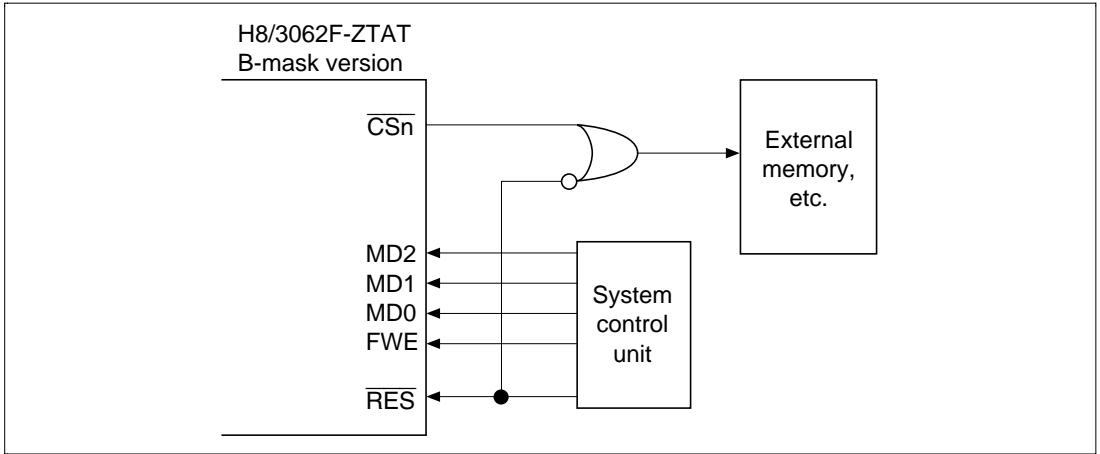 H8/3062F-ZTAT
B-mask version
CSn
External
memory,
etc.
MD2
MD1
MD0
FWE
RES
System
control
unit